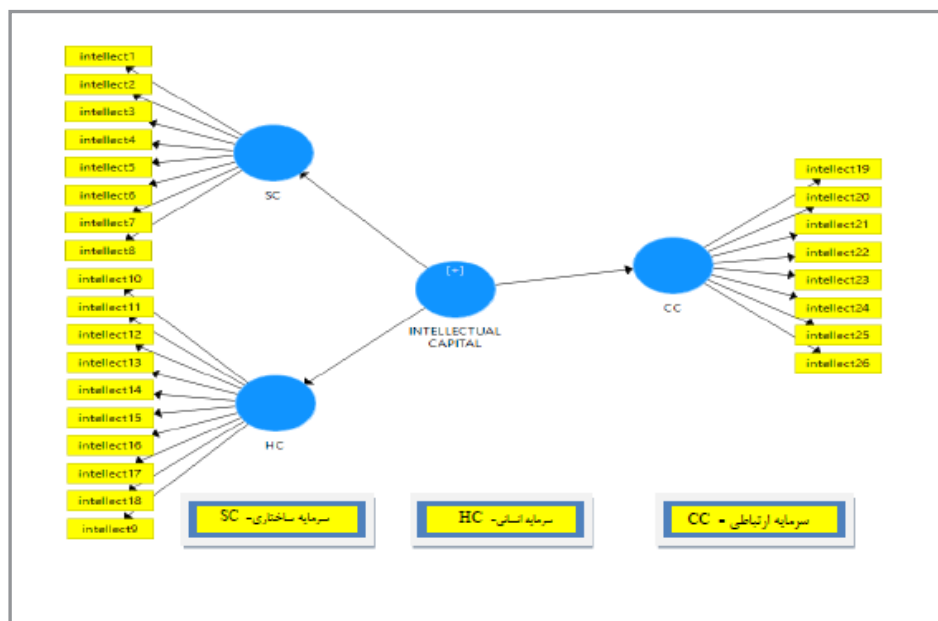 intellect1
intellect2
intellect3
intellect4
intellect5
intellect6
intellect7
intellect8
SC
intellect10
intellect11
intellect12
intellect13
intellect14
intellect15
intellect16
intellect17
intellect18
intellect9
HC
[+]
INTELLECTUAL
CAPITAL
CC
intellect19
intellect20
intellect21
intellect22
intellect23
intellect24
intellect25
intellect26
سرمایه ساختاری- SC
سرمایه انسانی- HC
سرمایه ارتباطی - CC